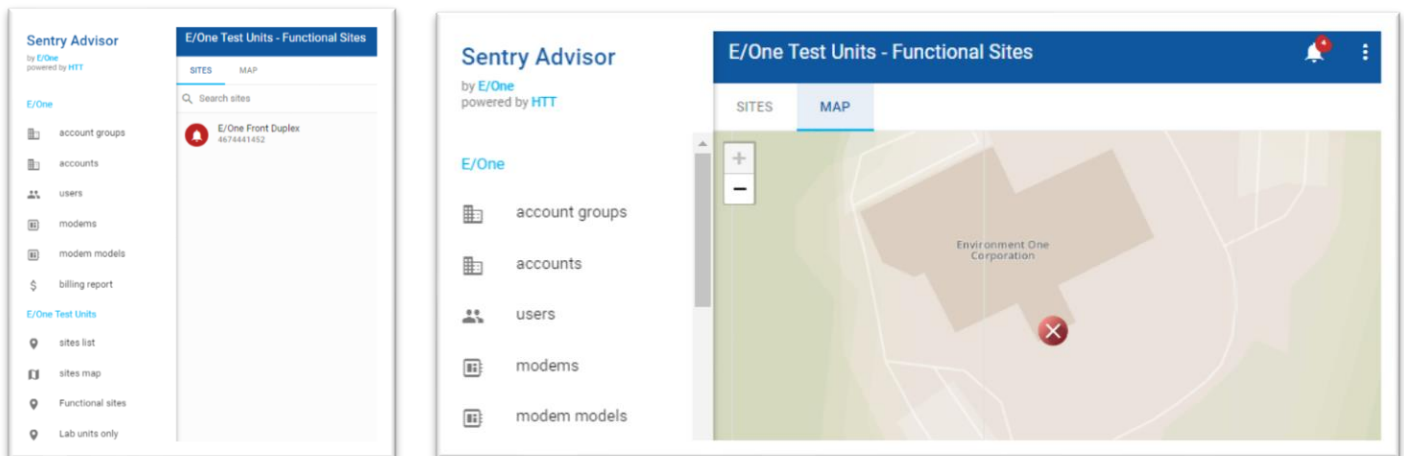 Sentry Advisor
by E/One
powered by HTT
E/One
account groups
accounts
users
modems
modem models
billing report
E/One Test Units
sites list
sites map
Functional sites
Lab units only
E/One Test Units - Functional Sites
SITES MAP
Search sites
E/One Front Duplex
4674441452
Sentry Advisor
by E/One
powered by HTT
E/One
account groups
accounts
users
modems
modem models
E/One Test Units - Functional Sites
4
SITES MAP
+
−
Environment One
Corporation